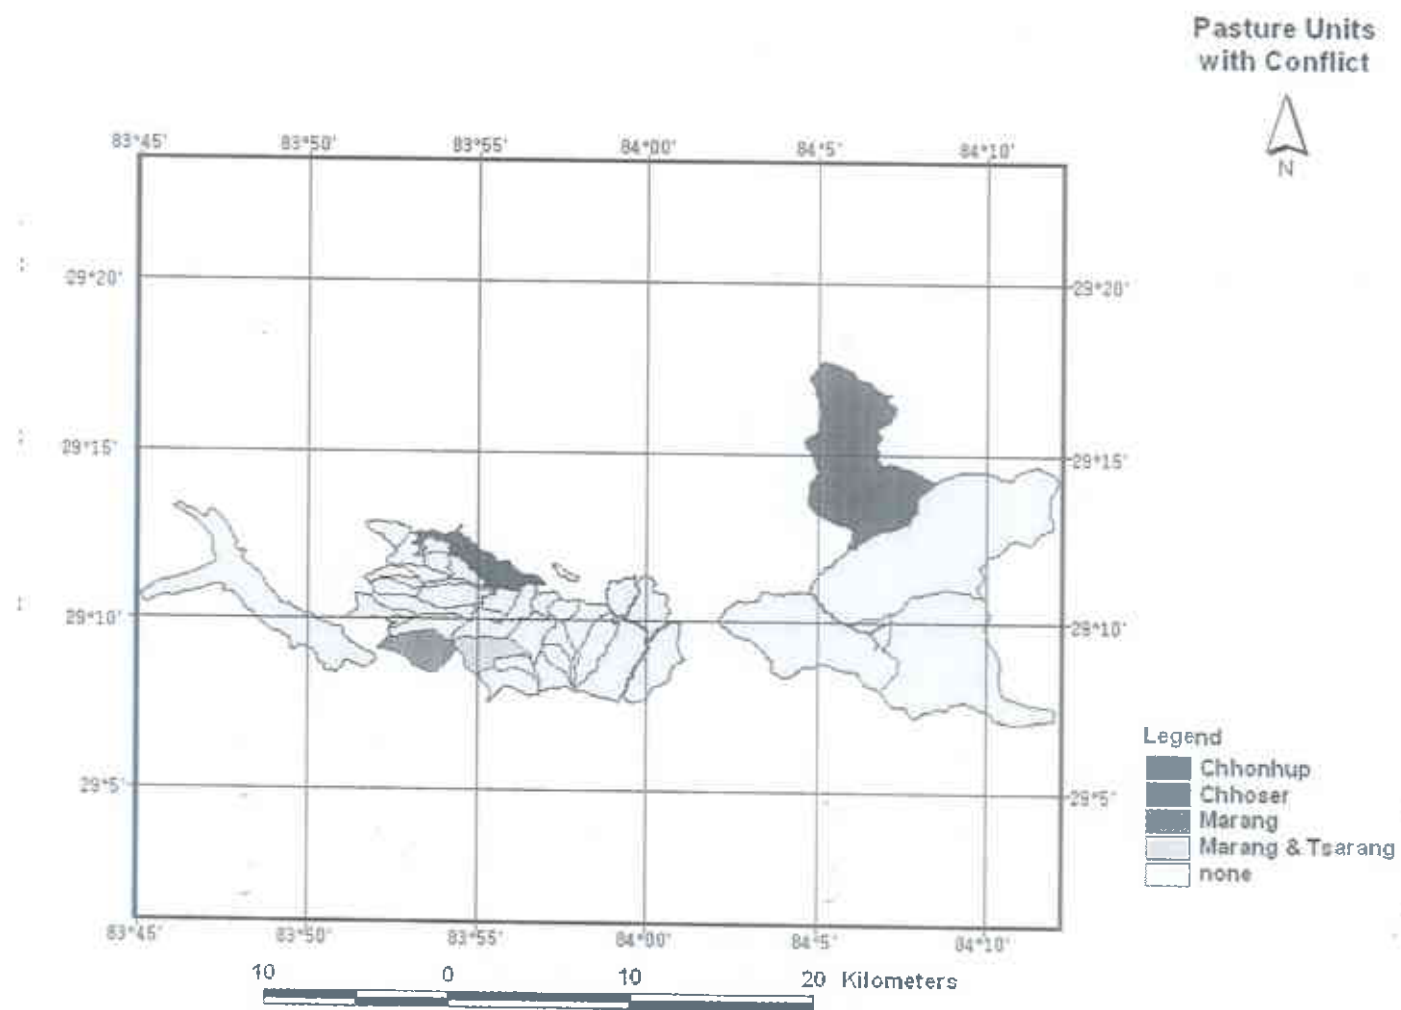 Pasture Units
with Conflict
N
83°45' 83°50' 83°55' 84°00' 84°5' 84°10'
29°20' 29°20'
29°15' 29°15'
29°10' 29°10'
29°5' 29°5'
83°45' 83°50' 83°55' 84°00' 84°5' 84°10'
Legend
Chhonhup
Chhoser
Marang
Marang & Tsarang
none
10 0 10 20 Kilometers